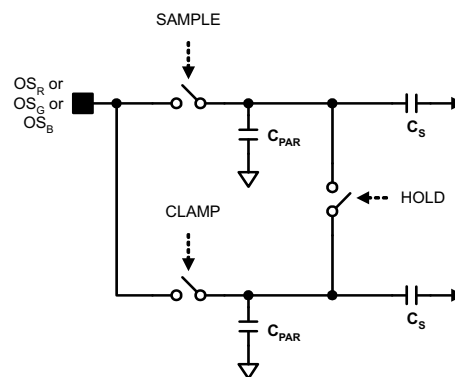 SAMPLE
OS_R or
OS_G or
OS_B
C_PAR
C_S
HOLD
CLAMP
C_PAR
C_S